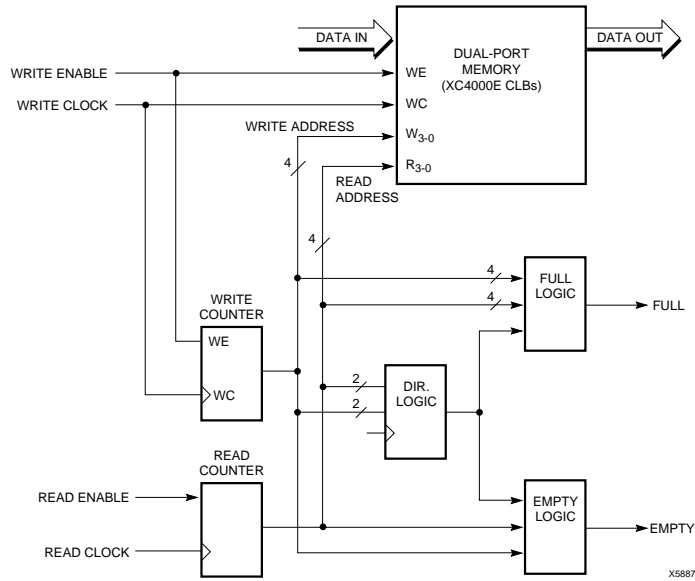 DATA IN
DATA OUT
DUAL-PORT
MEMORY
(XC4000E CLBs)
WRITE ENABLE
WE
WRITE CLOCK
WC
WRITE ADDRESS
W3-0
4
R3-0
READ
ADDRESS
4
4
FULL
LOGIC
4
FULL
WRITE
COUNTER
WE
WC
2
DIR.
LOGIC
2
READ
COUNTER
READ ENABLE
EMPTY
LOGIC
EMPTY
READ CLOCK
X5887